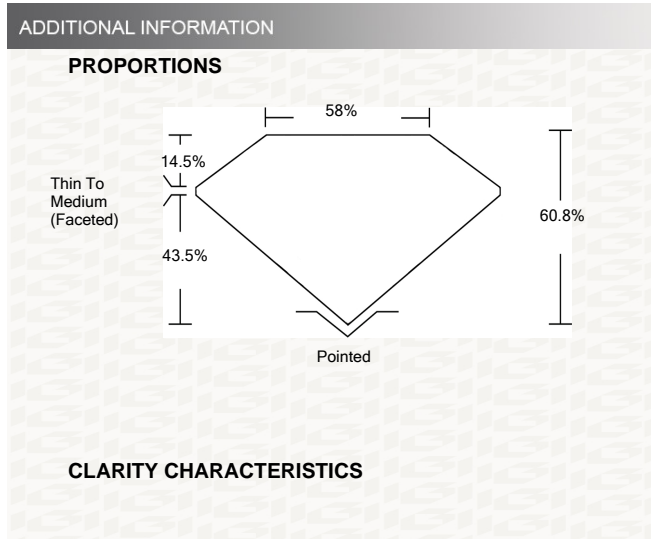 ADDITIONAL INFORMATION
PROPORTIONS
58%
14.5%
Thin To
Medium
(Faceted)
60.8%
43.5%
Pointed
CLARITY CHARACTERISTICS